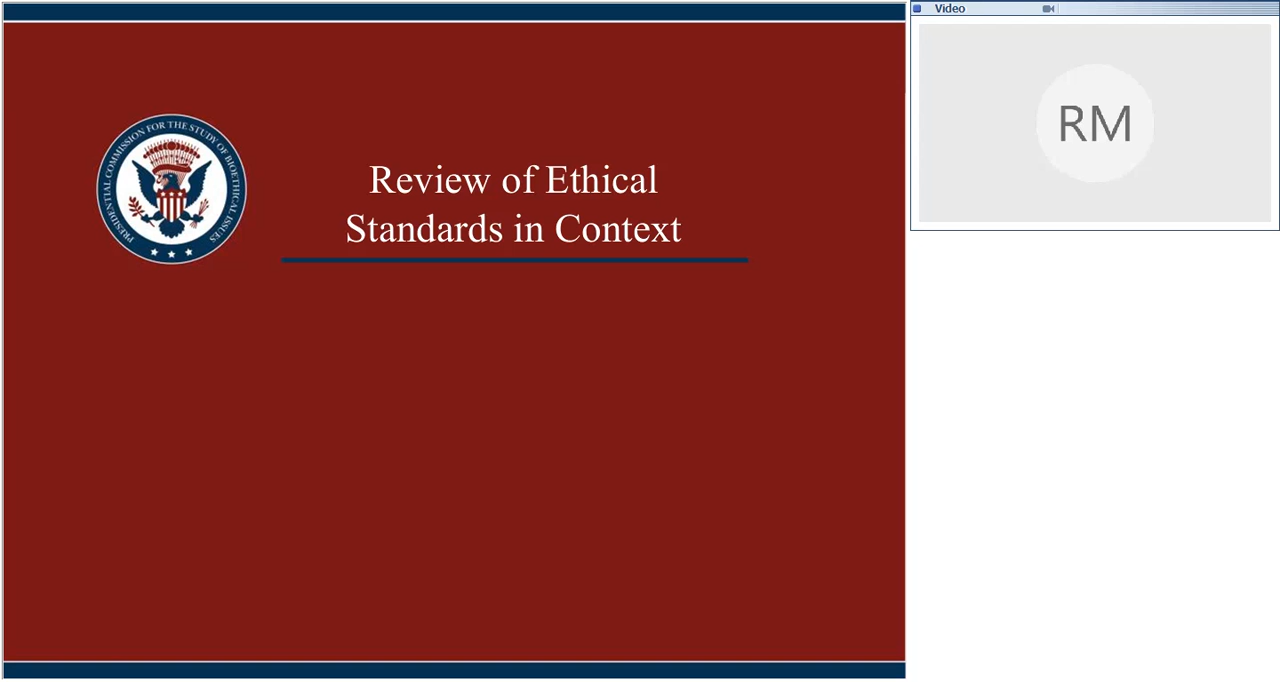 PRESIDENTIAL COMMISSION FOR THE STUDY OF BIOETHICAL ISSUES
Review of Ethical
Standards in Context
Video
RM